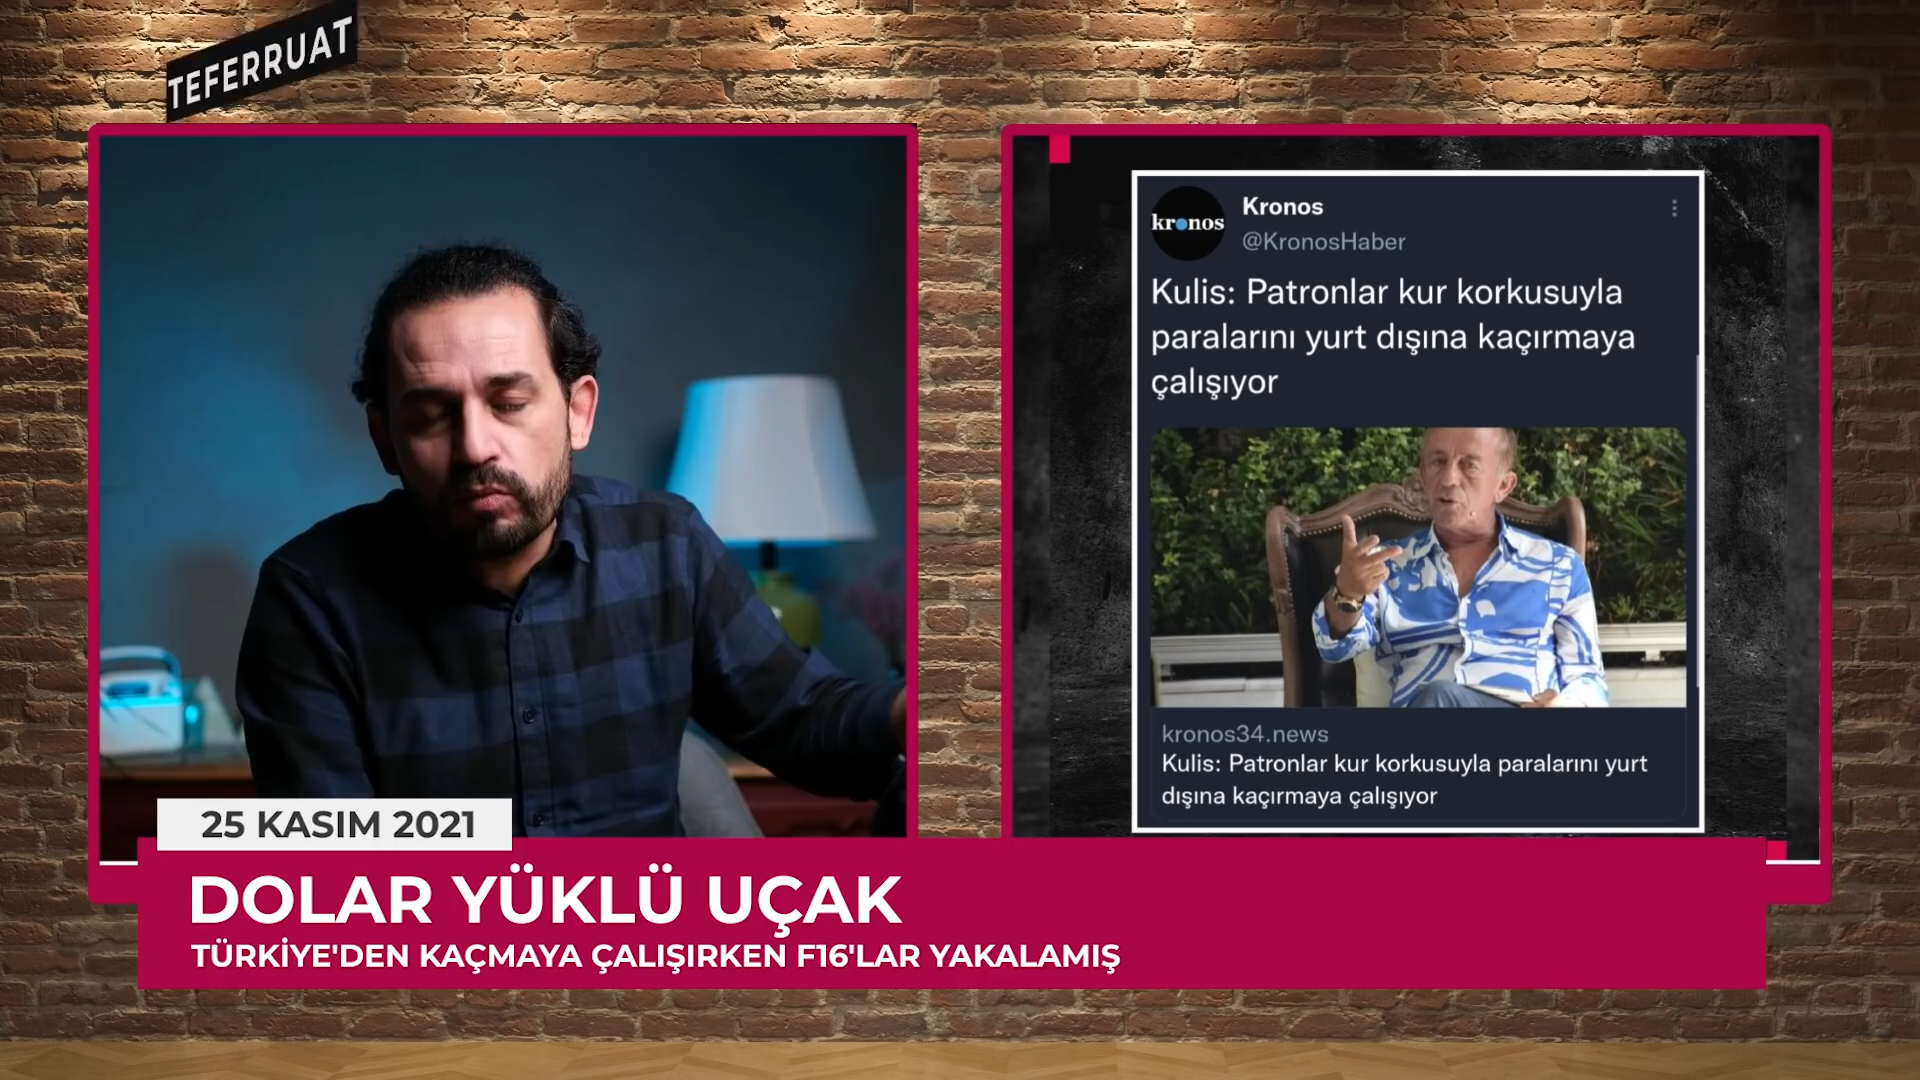 TEFERRUAT
kronos
Kronos
@KronosHaber
Kulis: Patronlar kur korkusuyla
paralarını yurt dışına kaçırmaya
çalışıyor
kronos34.news
Kulis: Patronlar kur korkusuyla paralarını yurt
dışına kaçırmaya çalışıyor
25 KASIM 2021
DOLAR YÜKLÜ UÇAK
TÜRKİYE'DEN KAÇMAYA ÇALIŞIRKEN F16'LAR YAKALAMIŞ